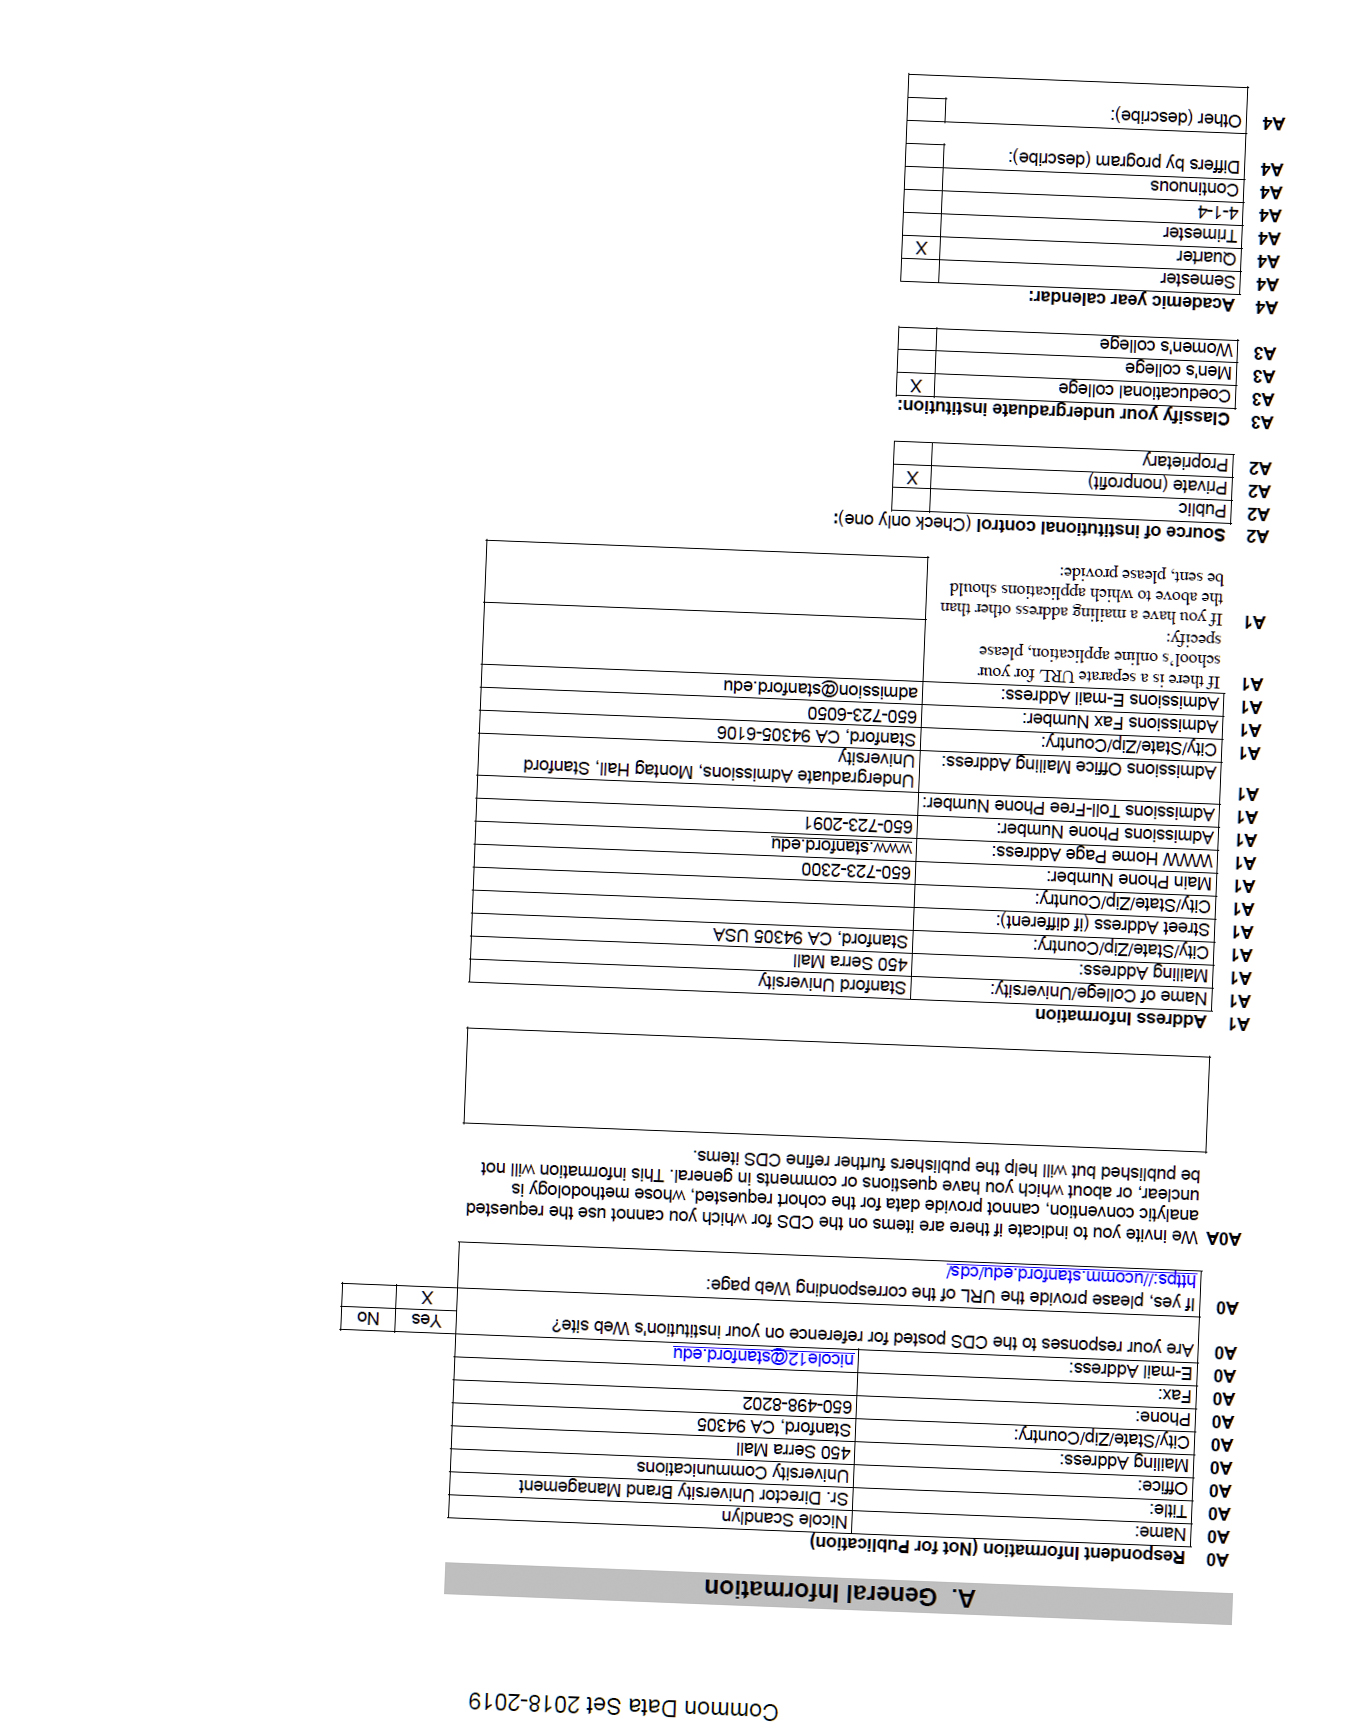 Common Data Set 2018-2019
A. General Information
A0 Respondent Information (Not for Publication)
A0 Name: Nicole Scandlyn
A0 Title: Sr. Director University Brand Management
A0 Office: University Communications
A0 Mailing Address: 450 Serra Mall
A0 City/State/Zip/Country: Stanford, CA 94305
A0 Phone: 650-498-8202
A0 Fax:
A0 E-mail Address: nicole12@stanford.edu
A0 Are your responses to the CDS posted for reference on your institution's Web site? Yes No
X
A0 If yes, please provide the URL of the corresponding Web page:
https://ucomm.stanford.edu/cds/
A0A We invite you to indicate if there are items on the CDS for which you cannot use the requested
analytic convention, cannot provide data for the cohort requested, whose methodology is
unclear, or about which you have questions or comments in general. This information will not
be published but will help the publishers further refine CDS items.
A1 Address Information
A1 Name of College/University: Stanford University
A1 Mailing Address: 450 Serra Mall
A1 City/State/Zip/Country: Stanford, CA 94305 USA
A1 Street Address (if different):
A1 City/State/Zip/Country:
A1 Main Phone Number: 650-723-2300
A1 WWW Home Page Address: www.stanford.edu
A1 Admissions Phone Number: 650-723-2091
A1 Admissions Toll-Free Phone Number:
A1 Admissions Office Mailing Address: Undergraduate Admissions, Montag Hall, Stanford
University
A1 City/State/Zip/Country: Stanford, CA 94305-6106
A1 Admissions Fax Number: 650-723-6050
A1 Admissions E-mail Address: admission@stanford.edu
A1 If there is a separate URL for your
school's online application, please
specify:
A1 If you have a mailing address other than
the above to which applications should
be sent, please provide:
A2 Source of institutional control (Check only one):
A2 Public
A2 Private (nonprofit) X
A2 Proprietary
A3 Classify your undergraduate institution:
A3 Coeducational college X
A3 Men's college
A3 Women's college
A4 Academic year calendar:
A4 Semester
A4 Quarter X
A4 Trimester
A4 4-1-4
A4 Continuous
A4 Differs by program (describe):
A4 Other (describe):